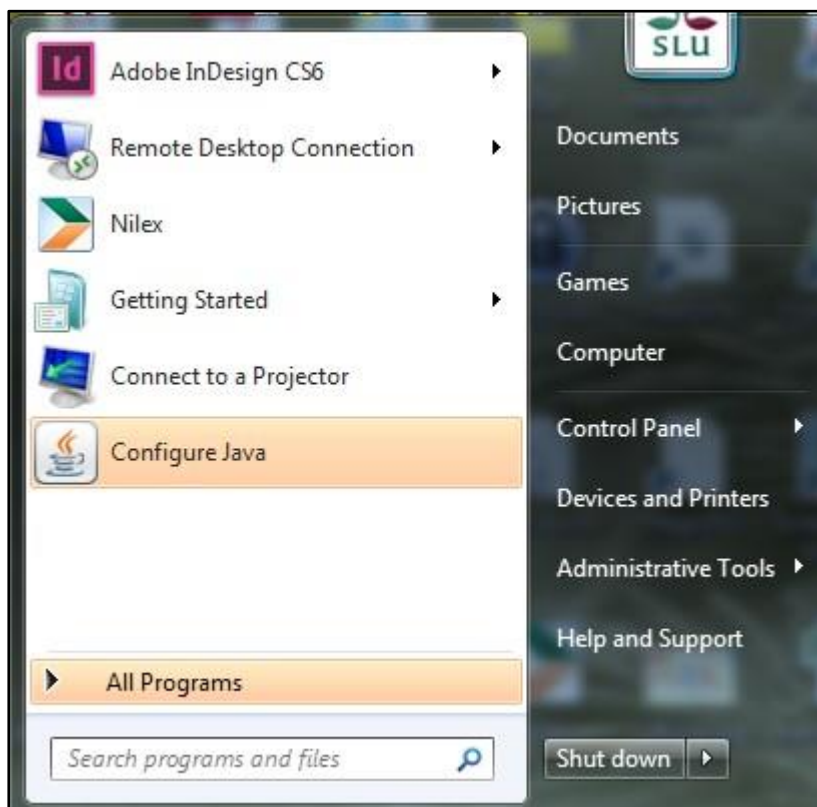 Id
Adobe InDesign CS6
Remote Desktop Connection
Nilex
Getting Started
Connect to a Projector
Configure Java
All Programs
Search programs and files
SLU
Documents
Pictures
Games
Computer
Control Panel
Devices and Printers
Administrative Tools
Help and Support
Shut down